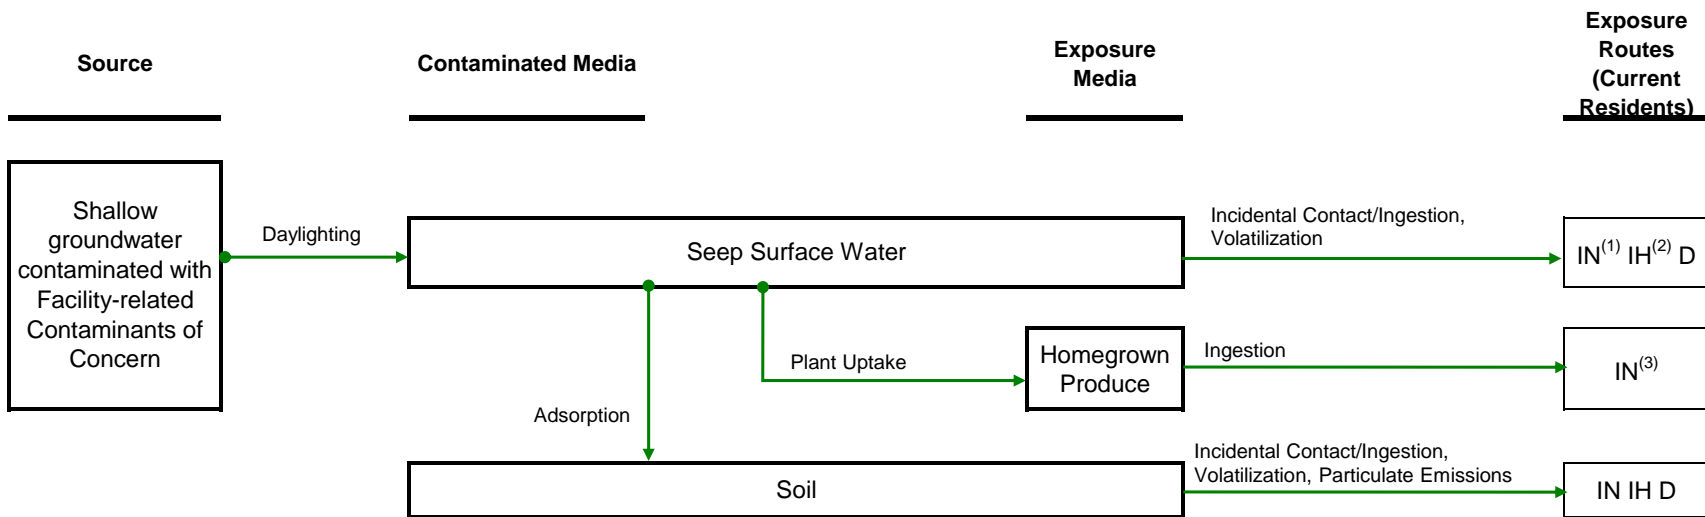 Source
Contaminated Media
Exposure
Media
Exposure
Routes
(Current
Residents)
Shallow
groundwater
contaminated with
Facility-related
Contaminants of
Concern
Daylighting
Seep Surface Water
Incidental Contact/Ingestion,
Volatilization
IN(1) IH(2) D
Plant Uptake
Homegrown
Produce
Ingestion
IN(3)
Adsorption
Soil
Incidental Contact/Ingestion,
Volatilization, Particulate Emissions
IN IH D